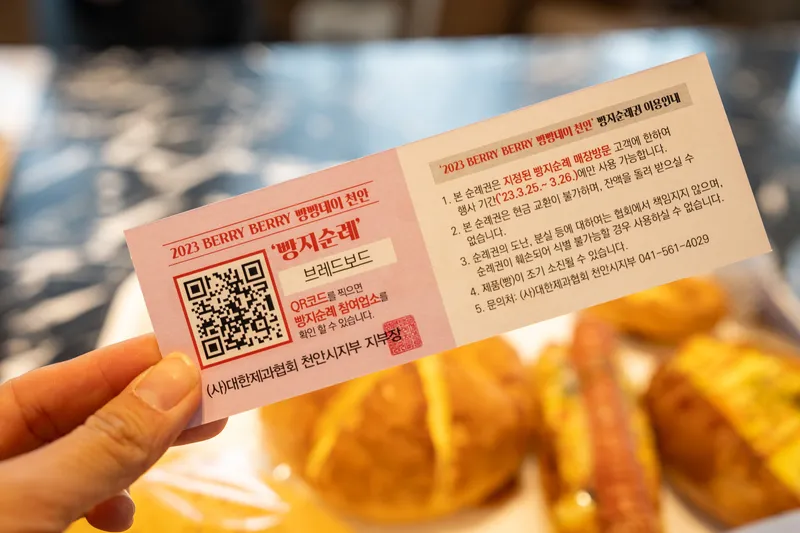 2023 BERRY BERRY 빵빵데이 천안
'빵지순례'
브레드보드
QR코드를 찍으면
빵지순례 참여업소를
확인 할 수 있습니다.
(사)대한제과협회 천안시지부 지부장
'2023 BERRY BERRY 빵빵데이 천안' 빵지순례권 이용안내
1. 본 순례권은 지정된 빵지순례 매장방문 고객에 한하여
행사 기간('23.3.25.~ 3.26.)에만 사용 가능합니다.
2. 본 순례권은 현금 교환이 불가하며, 잔액을 돌려 받으실 수
없습니다.
3. 순례권의 도난, 분실 등에 대하여는 협회에서 책임지지 않으며,
순례권이 훼손되어 식별 불가능할 경우 사용하실 수 없습니다.
4. 제품(빵)이 조기 소진될 수 있습니다.
5. 문의처: (사)대한제과협회 천안시지부 041-561-4029